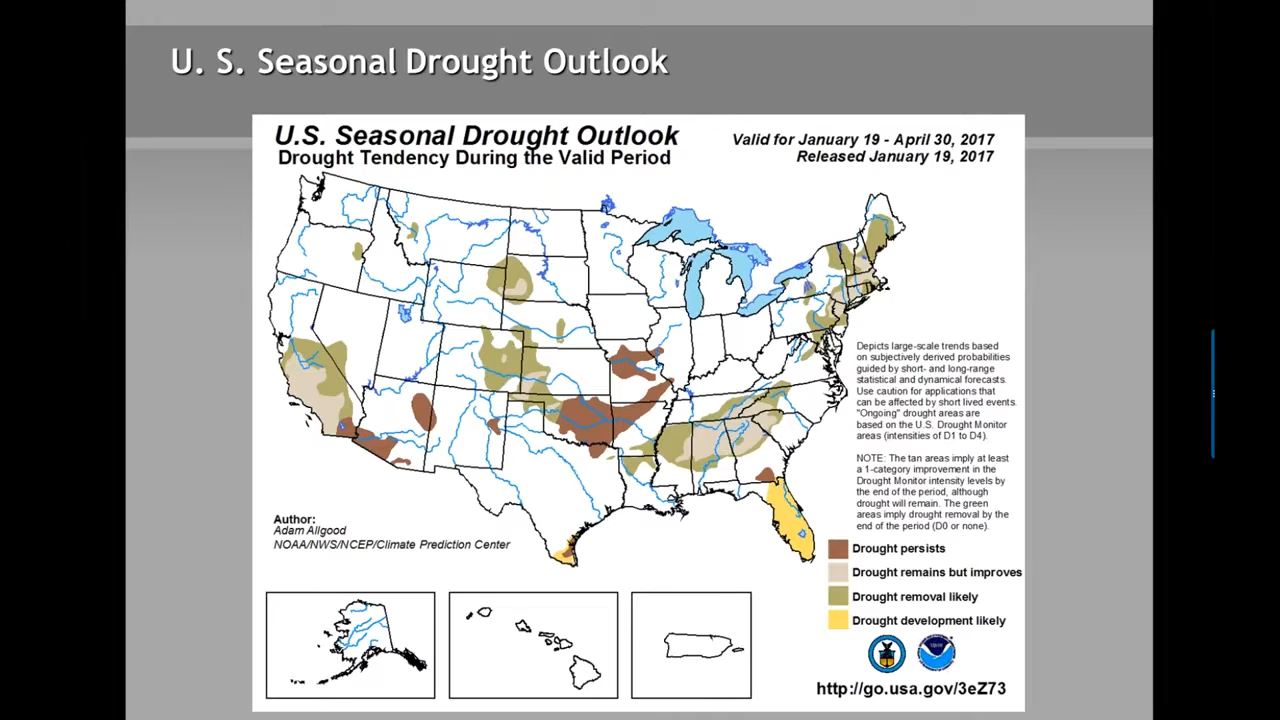 U. S. Seasonal Drought Outlook
U.S. Seasonal Drought Outlook
Drought Tendency During the Valid Period
Valid for January 19 - April 30, 2017
Released January 19, 2017
Depicts large-scale trends based
on subjectively derived probabilities
guided by short- and long-range
statistical and dynamical forecasts.
Use caution for applications that
can be affected by short lived events.
"Ongoing" drought areas are
based on the U.S. Drought Monitor
areas (intensities of D1 to D4).
NOTE: The tan areas imply at least
a 1-category improvement in the
Drought Monitor intensity levels by
the end of the period, although
drought will remain. The green
areas imply drought removal by the
end of the period (D0 or none).
Author:
Adam Allgood
NOAA/NWS/NCEP/Climate Prediction Center
Drought persists
Drought remains but improves
Drought removal likely
Drought development likely
http://go.usa.gov/3eZ73